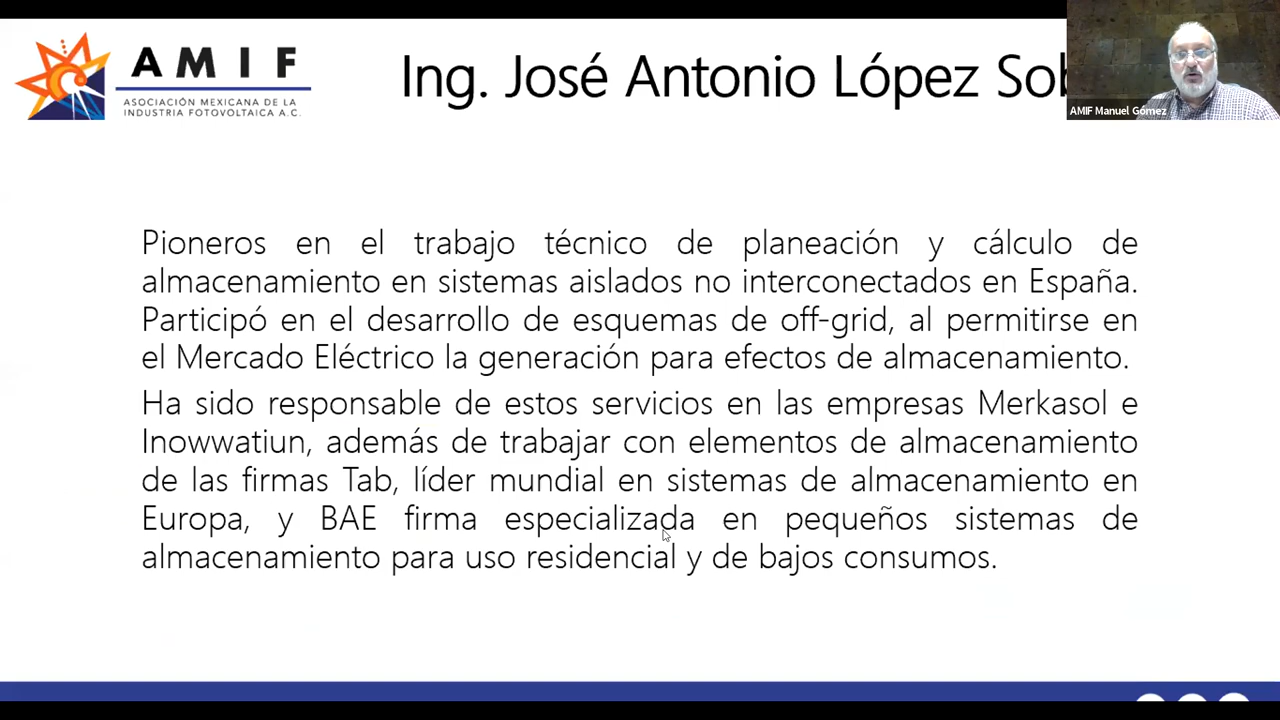 AMIF
ASOCIACIÓN MEXICANA DE LA
INDUSTRIA FOTOVOLTAICA A.C.
Ing. José Antonio López
AMIF Manuel Gómez
Pioneros en el trabajo técnico de planeación y cálculo de
almacenamiento en sistemas aislados no interconectados en España.
Participó en el desarrollo de esquemas de off-grid, al permitirse en
el Mercado Eléctrico la generación para efectos de almacenamiento.
Ha sido responsable de estos servicios en las empresas Merkasol e
Inowwatiun, además de trabajar con elementos de almacenamiento
de las firmas Tab, líder mundial en sistemas de almacenamiento en
Europa, y BAE firma especializada en pequeños sistemas de
almacenamiento para uso residencial y de bajos consumos.